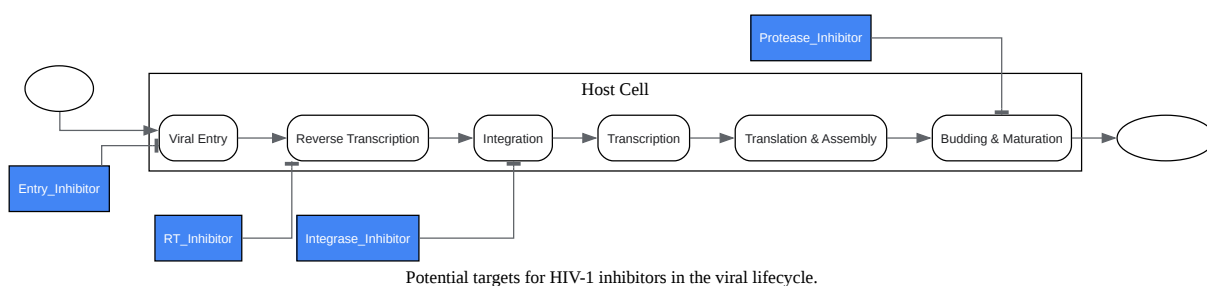 Protease_Inhibitor
Host Cell
Viral Entry
Reverse Transcription
Integration
Transcription
Translation & Assembly
Budding & Maturation
Entry_Inhibitor
RT_Inhibitor
Integrase_Inhibitor
Potential targets for HIV-1 inhibitors in the viral lifecycle.